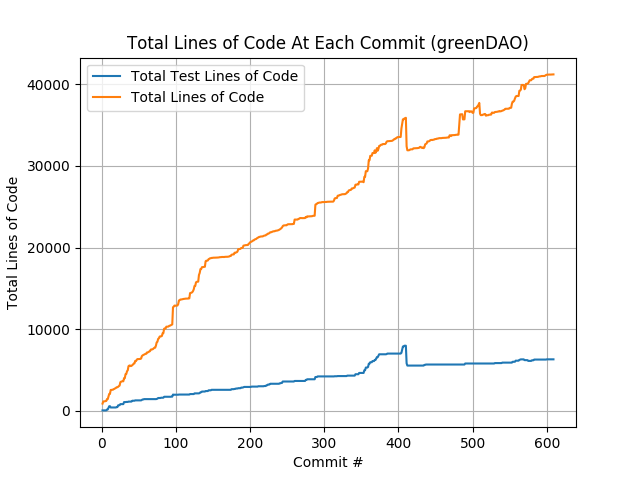 Total Lines of Code At Each Commit (greenDAO)
Total Test Lines of Code
Total Lines of Code
40000
30000
20000
10000
0
Total Lines of Code
0 100 200 300 400 500 600
Commit #